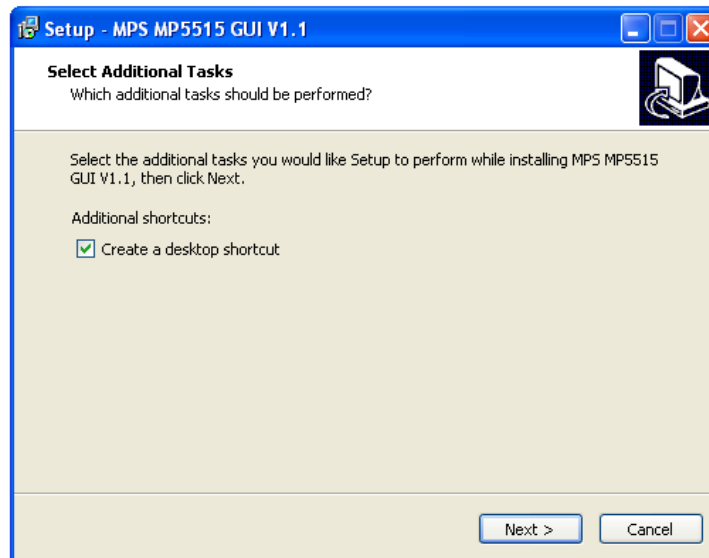 Setup - MPS MP5515 GUI V1.1
Select Additional Tasks
Which additional tasks should be performed?
Select the additional tasks you would like Setup to perform while installing MPS MP5515
GUI V1.1, then click Next.
Additional shortcuts:
Create a desktop shortcut
Next >
Cancel